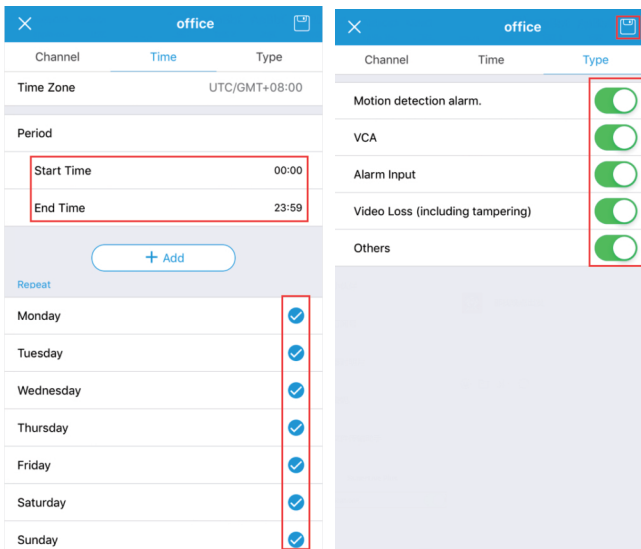 office
Channel Time Type
Time Zone UTC/GMT+08:00
Period
Start Time 00:00
End Time 23:59
+ Add
Repeat
Monday
Tuesday
Wednesday
Thursday
Friday
Saturday
Sunday
office
Channel Time Type
Motion detection alarm.
VCA
Alarm Input
Video Loss (including tampering)
Others